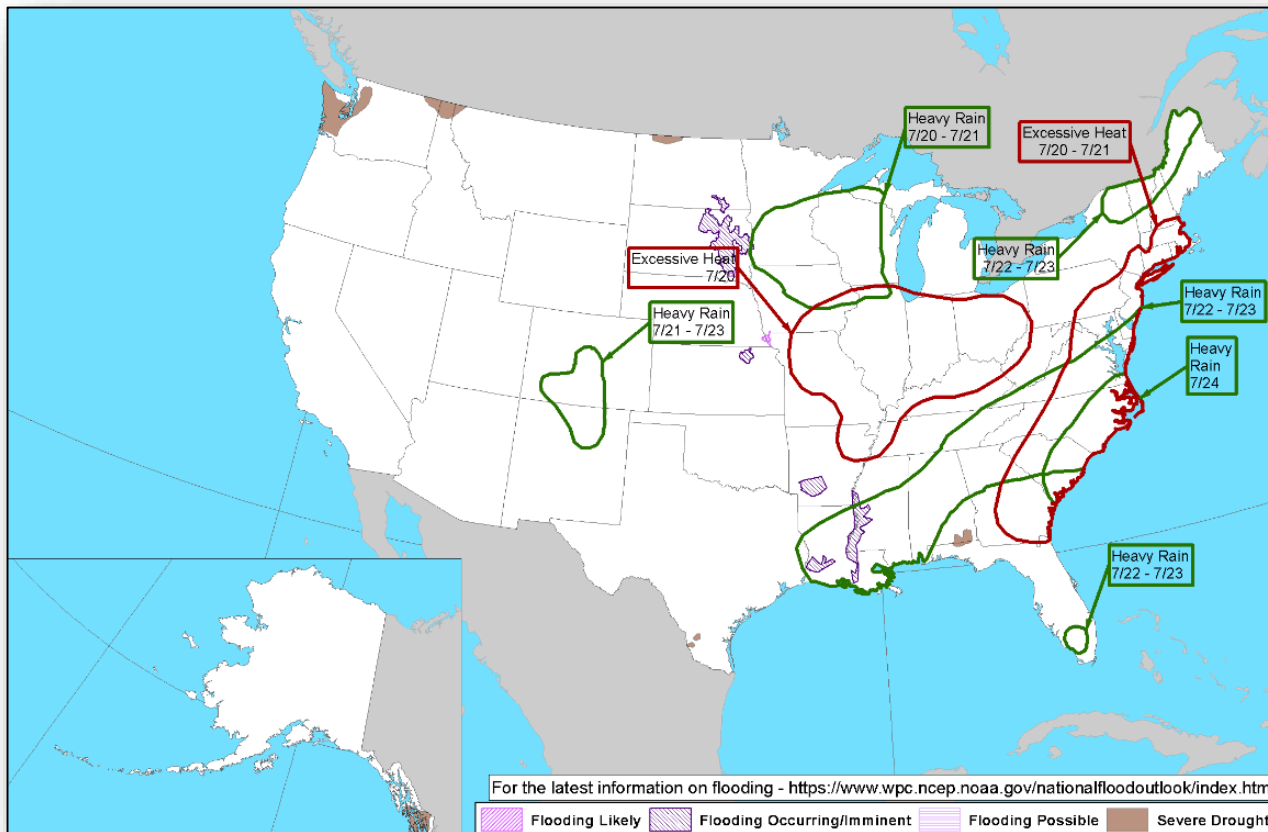 Heavy Rain
7/20 - 7/21
Excessive Heat
7/20 - 7/21
Heavy Rain
7/22 - 7/23
Excessive Heat
7/20
Heavy Rain
7/21 - 7/23
Heavy Rain
7/22 - 7/23
Heavy
Rain
7/24
Heavy Rain
7/22 - 7/23
For the latest information on flooding - https://www.wpc.ncep.noaa.gov/nationalfloodoutlook/index.htm
Flooding Likely Flooding Occurring/Imminent Flooding Possible Severe Drought